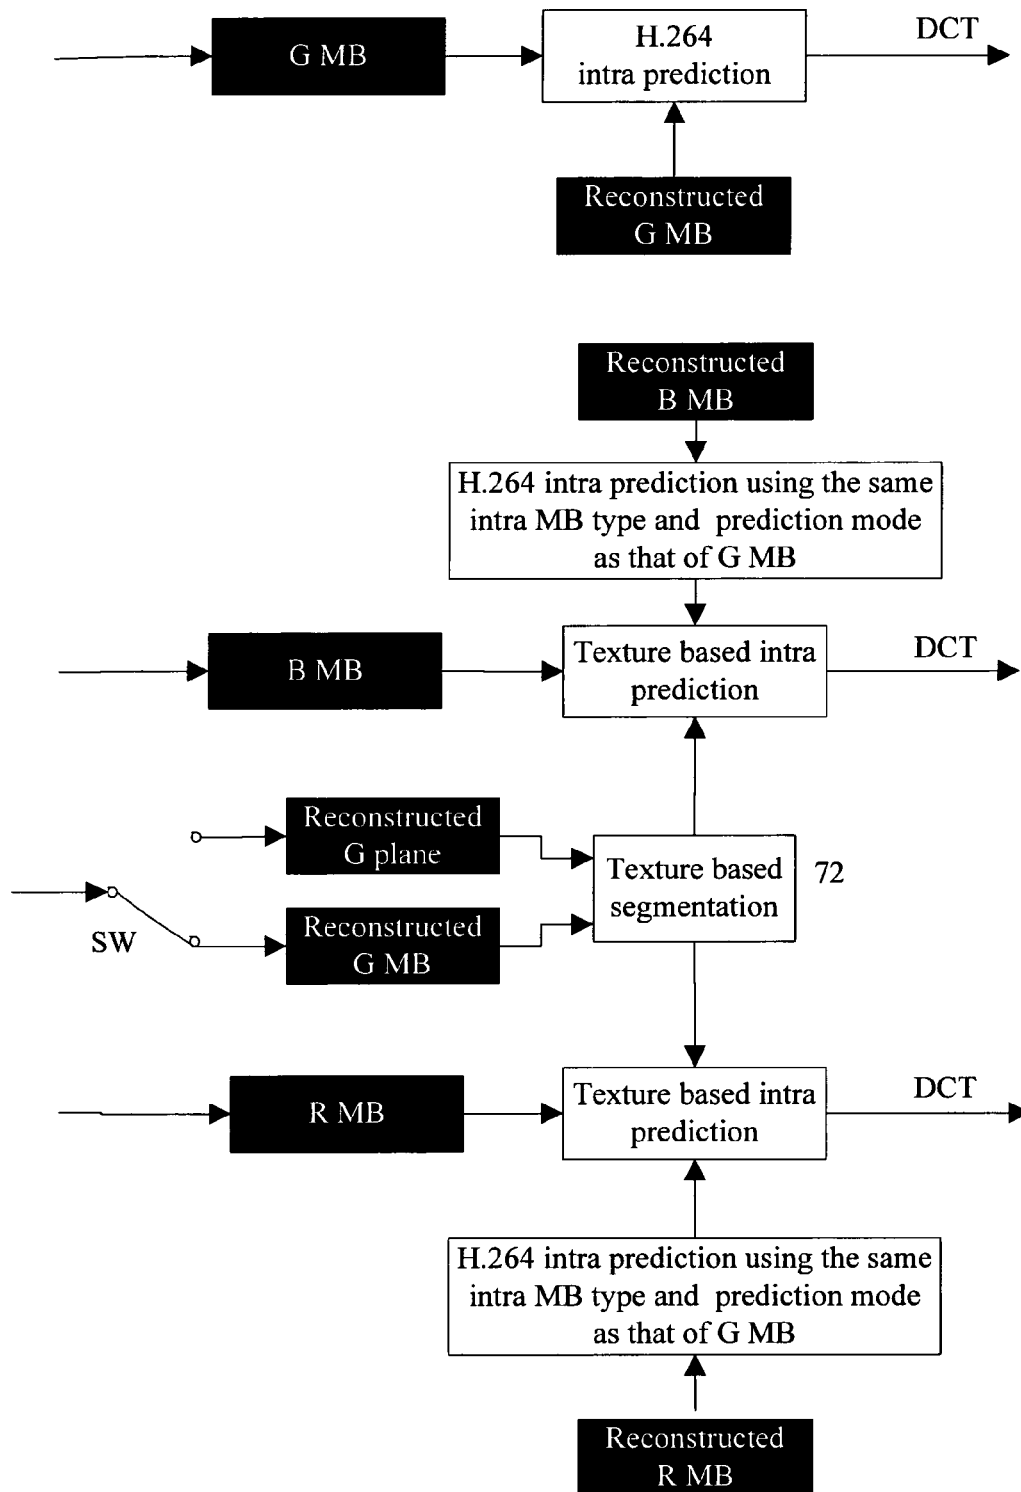 G MB
H.264
intra prediction
DCT
Reconstructed
G MB
Reconstructed
B MB
H.264 intra prediction using the same
intra MB type and prediction mode
as that of G MB
B MB
Texture based intra
prediction
DCT
Reconstructed
G plane
Texture based
segmentation
72
SW
Reconstructed
G MB
R MB
Texture based intra
prediction
DCT
H.264 intra prediction using the same
intra MB type and prediction mode
as that of G MB
Reconstructed
R MB